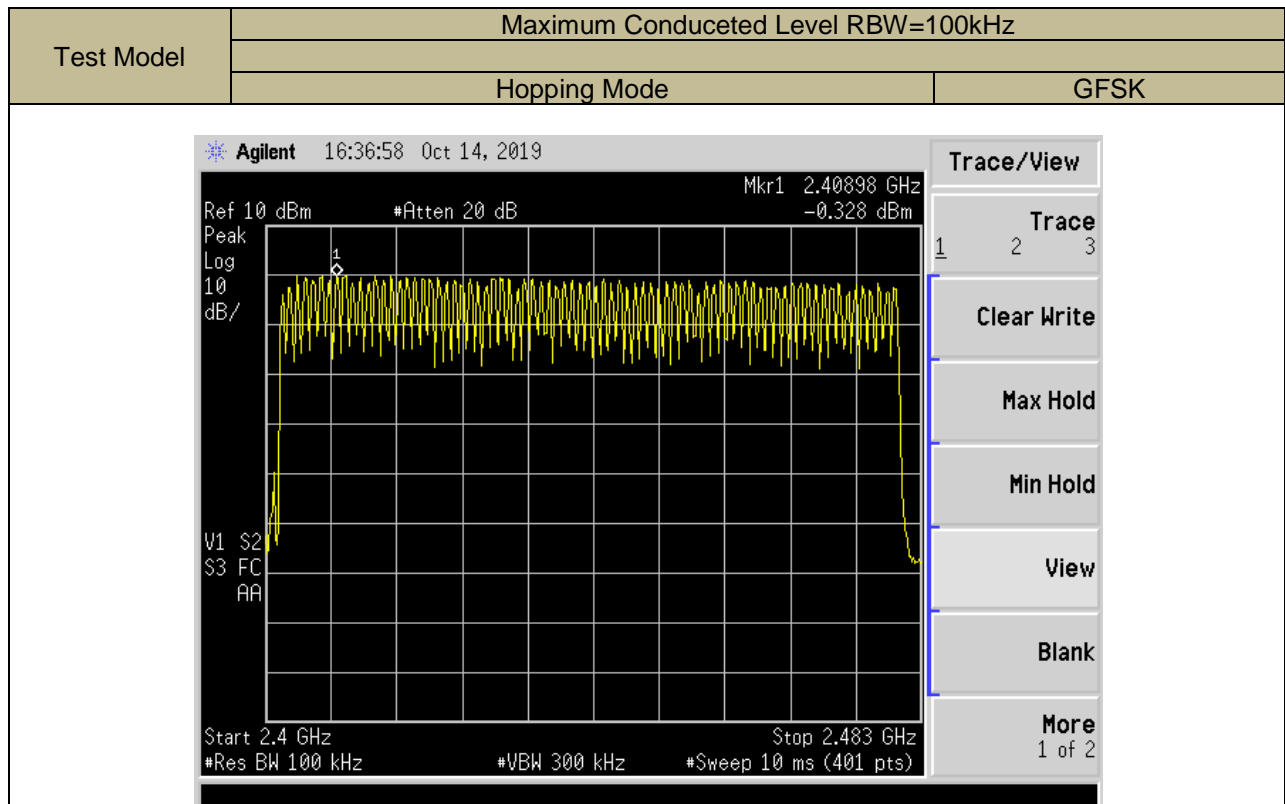 Test Model
Maximum Conduceted Level RBW=100kHz
Hopping Mode
GFSK
Agilent 16:36:58 Oct 14, 2019
Trace/View
Mkr1 2.40898 GHz
Ref 10 dBm #Atten 20 dB -0.328 dBm
Peak
Log
10
dB/
1
V1 S2
S3 FC
AA
Start 2.4 GHz Stop 2.483 GHz
#Res BW 100 kHz #VBW 300 kHz #Sweep 10 ms (401 pts)
Trace
1 2 3
Clear Write
Max Hold
Min Hold
View
Blank
More
1 of 2